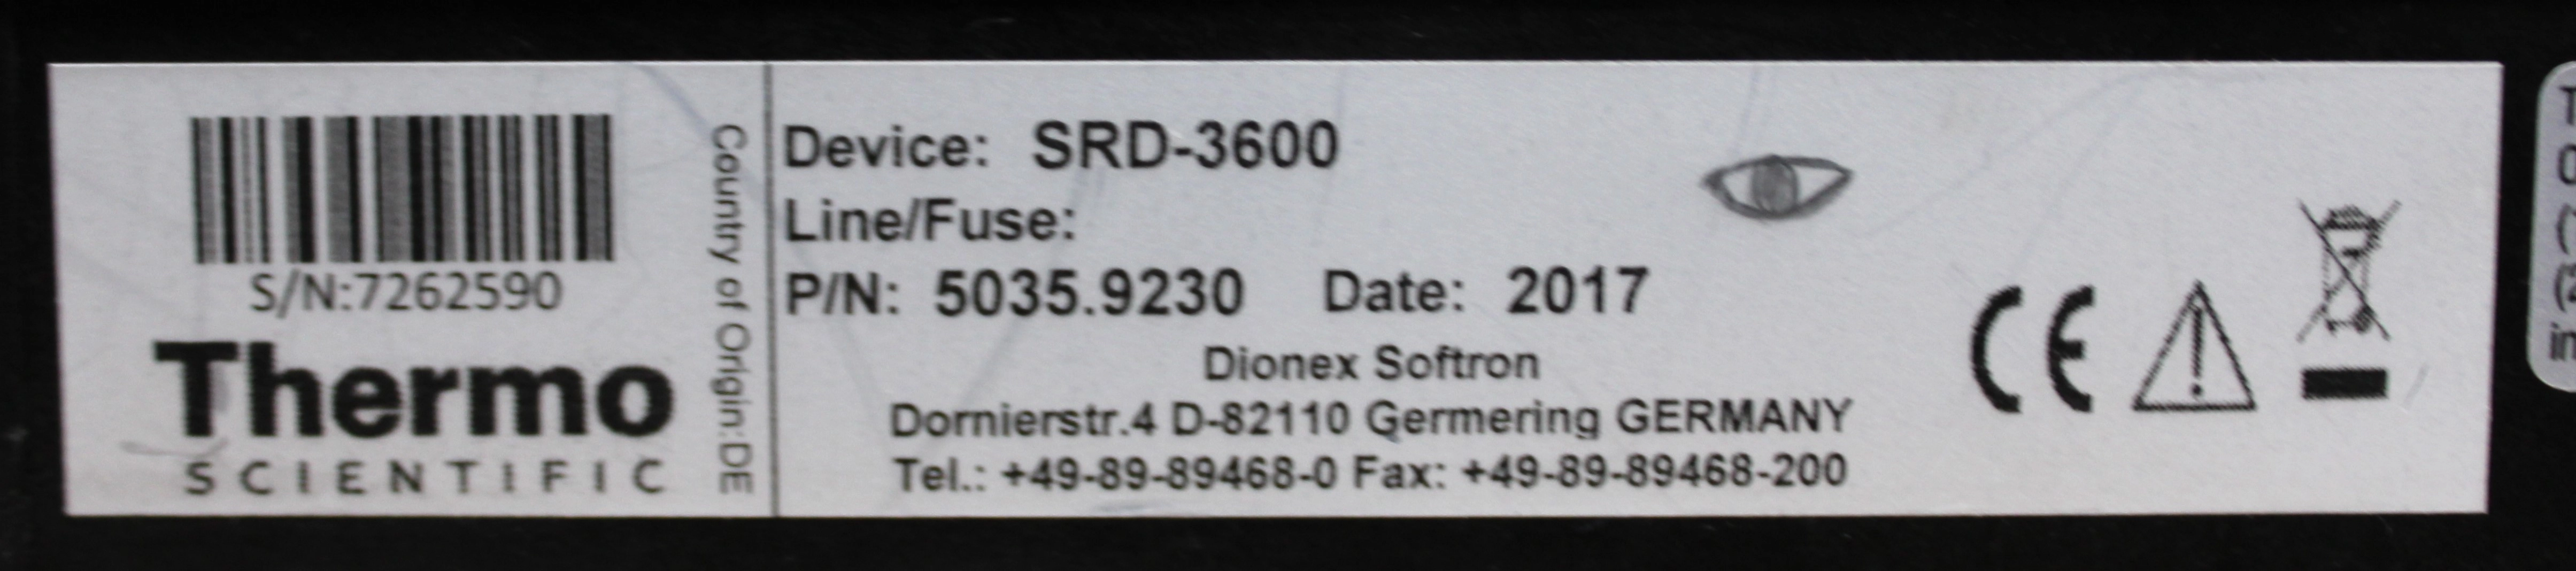 S/N:7262590
Thermo
SCIENTIFIC
Country of Origin:DE
Device: SRD-3600
Line/Fuse:
P/N: 5035.9230 Date: 2017
Dionex Softron
Dornierstr.4 D-82110 Germering GERMANY
Tel.: +49-89-89468-0 Fax: +49-89-89468-200
CE